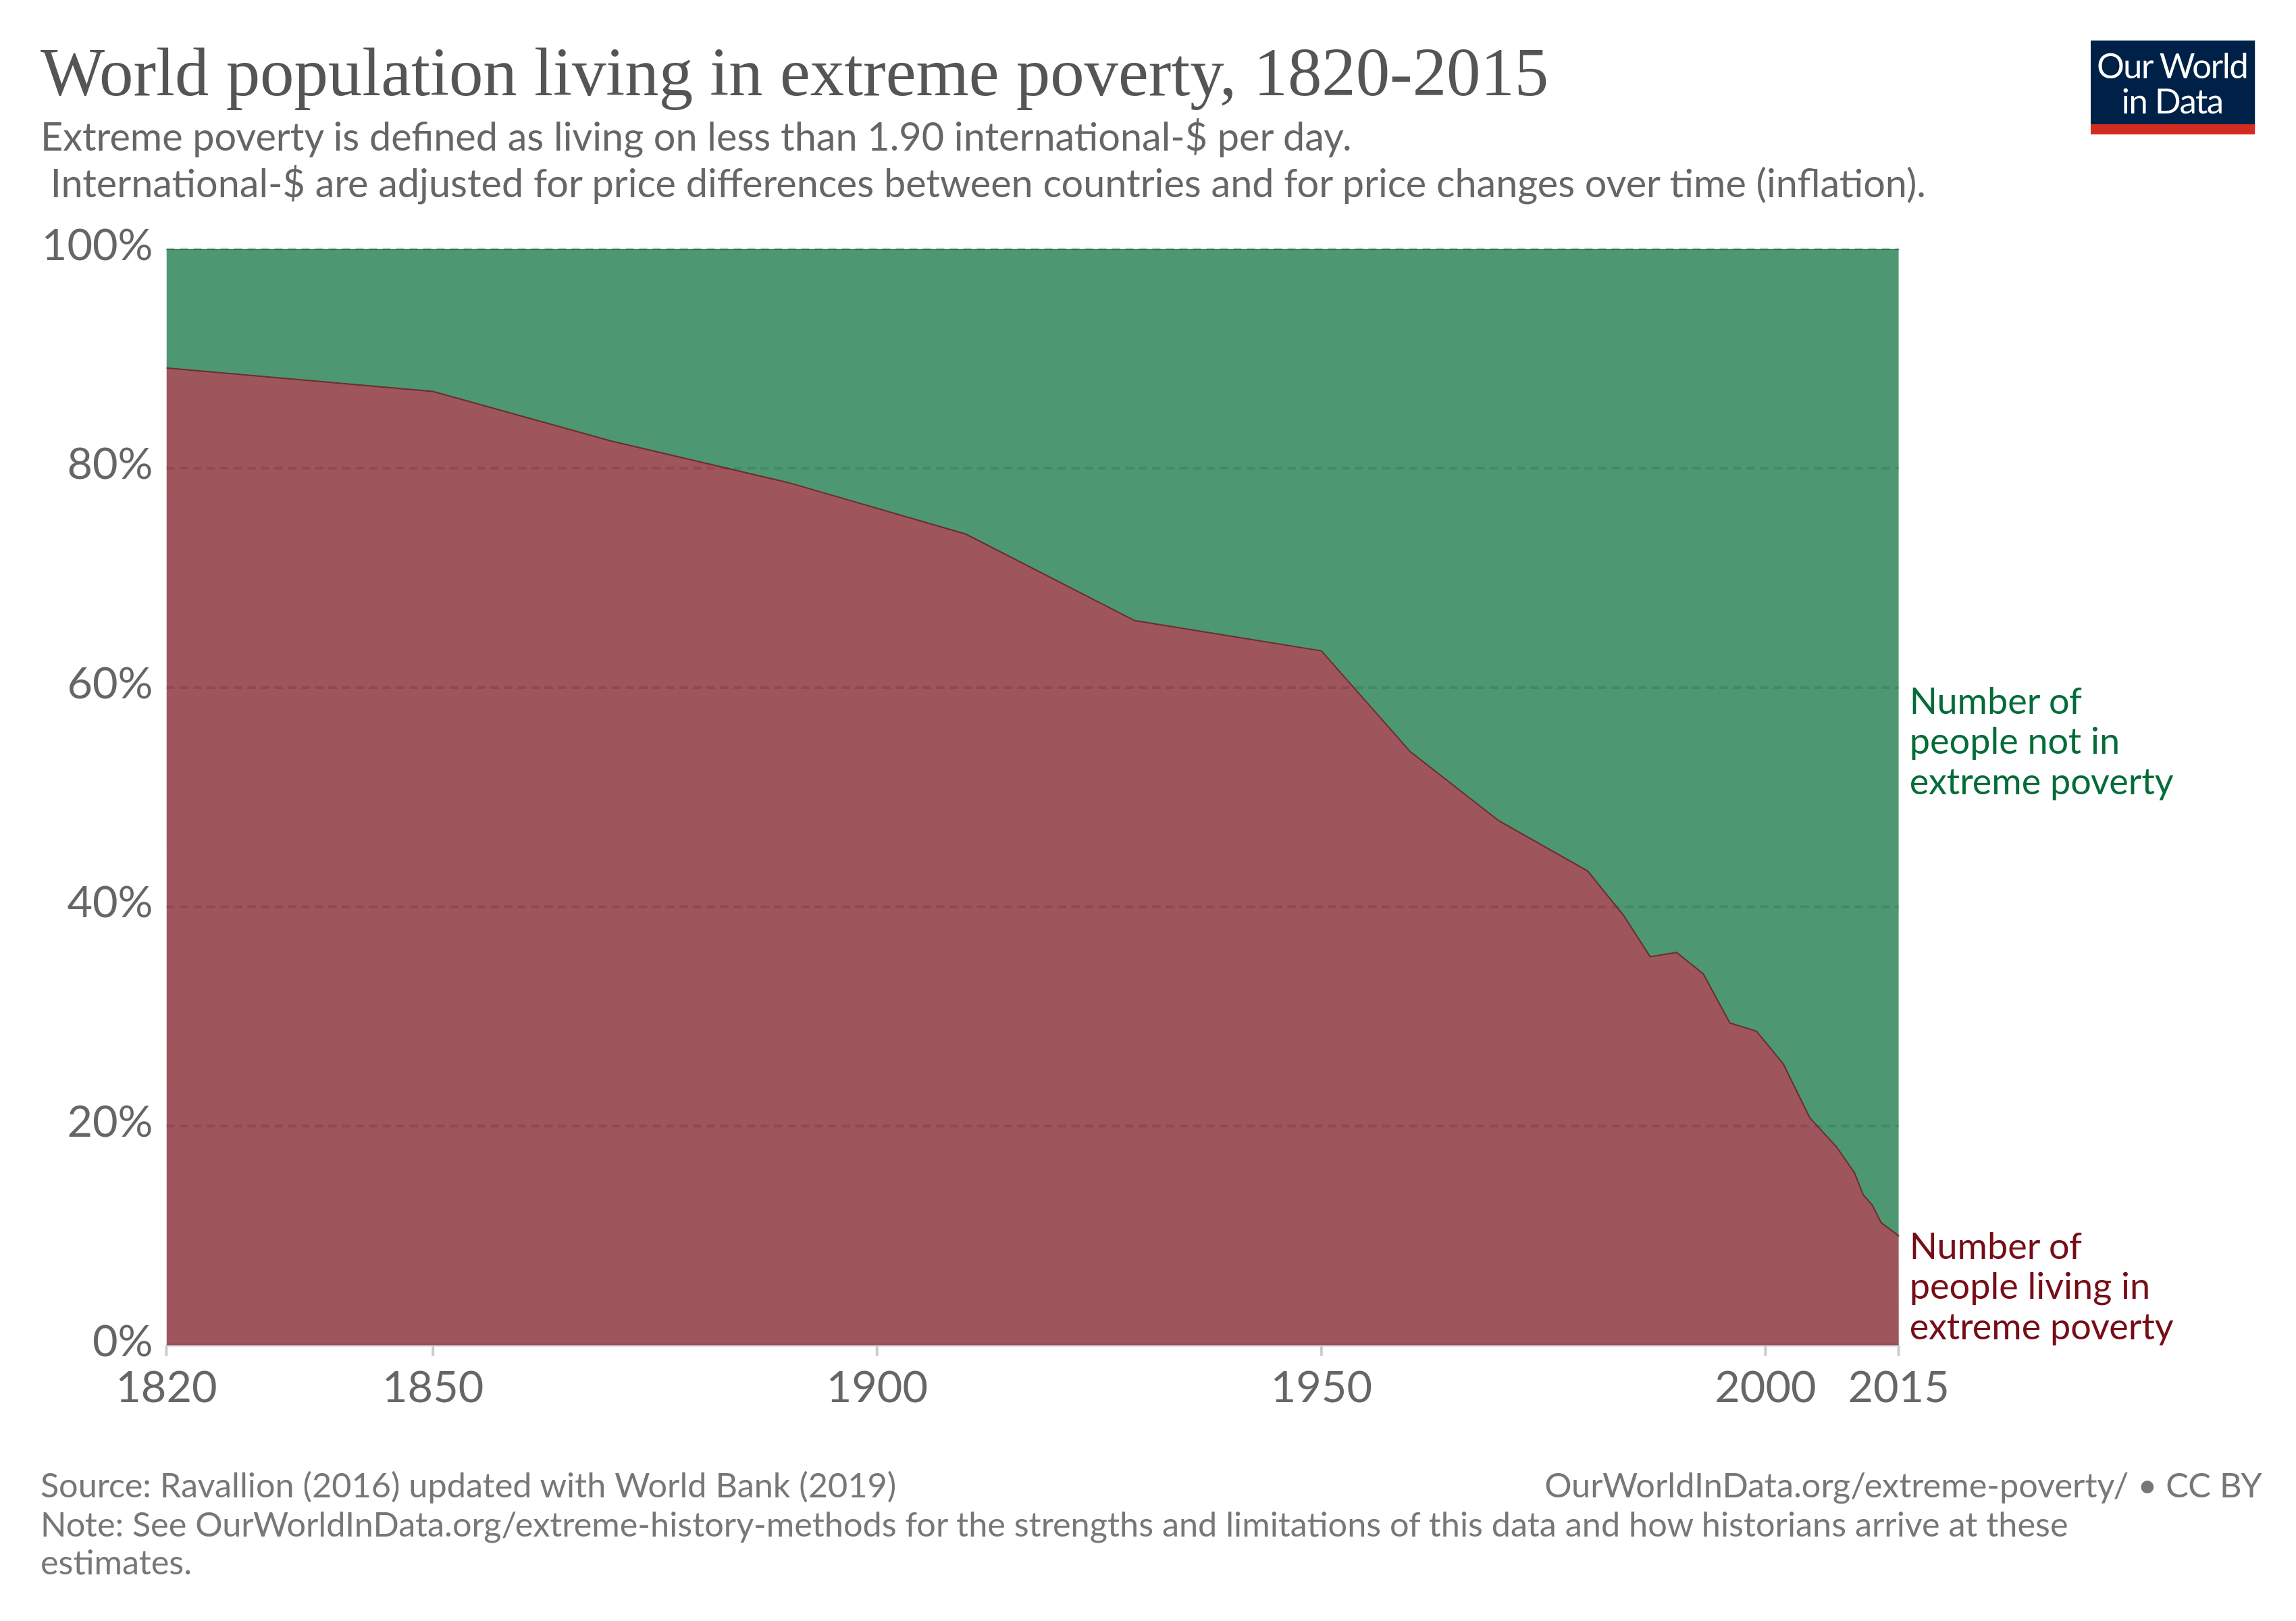 World population living in extreme poverty, 1820-2015
Our World
in Data
Extreme poverty is defined as living on less than 1.90 international-$ per day.
International-$ are adjusted for price differences between countries and for price changes over time (inflation).
100%
80%
60%
40%
20%
0%
Number of
people not in
extreme poverty
Number of
people living in
extreme poverty
1820 1850 1900 1950 2000 2015
Source: Ravallion (2016) updated with World Bank (2019)
OurWorldInData.org/extreme-poverty/ • CC BY
Note: See OurWorldInData.org/extreme-history-methods for the strengths and limitations of this data and how historians arrive at these
estimates.